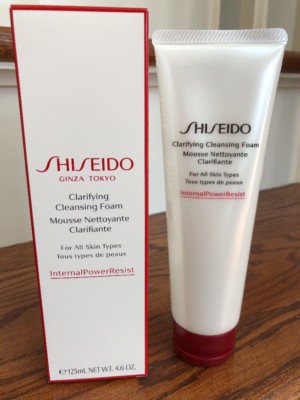 SHISEIDO
GINZA TOKYO
Clarifying
Cleansing Foam
Mousse Nettoyante
Clarifiante
For All Skin Types
Tous types de peaux
InternalPowerResist
℮125mL NET WT. 4.6 OZ.
SHISEIDO
Clarifying Cleansing Foam
Mousse Nettoyante
Clarifiante
For All Skin Types
Tous types de peaux
InternalPowerResist